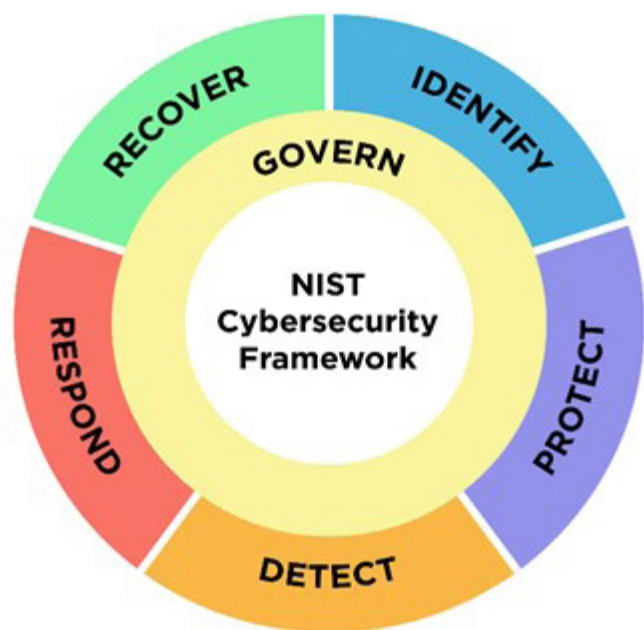 NIST
Cybersecurity
Framework
GOVERN
IDENTIFY
PROTECT
DETECT
RESPOND
RECOVER